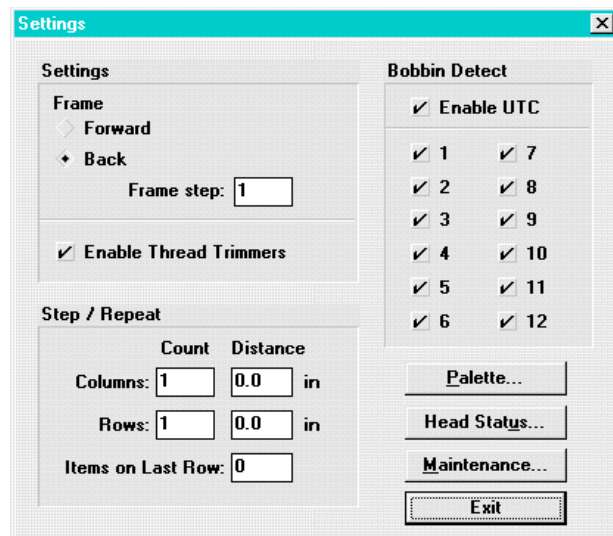 Settings
Settings
Frame
Forward
Back
Frame step: 1
Enable Thread Trimmers
Step / Repeat
Count Distance
Columns: 1 0.0 in
Rows: 1 0.0 in
Items on Last Row: 0
Bobbin Detect
Enable UTC
1 7
2 8
3 9
4 10
5 11
6 12
Palette...
Head Status...
Maintenance...
Exit